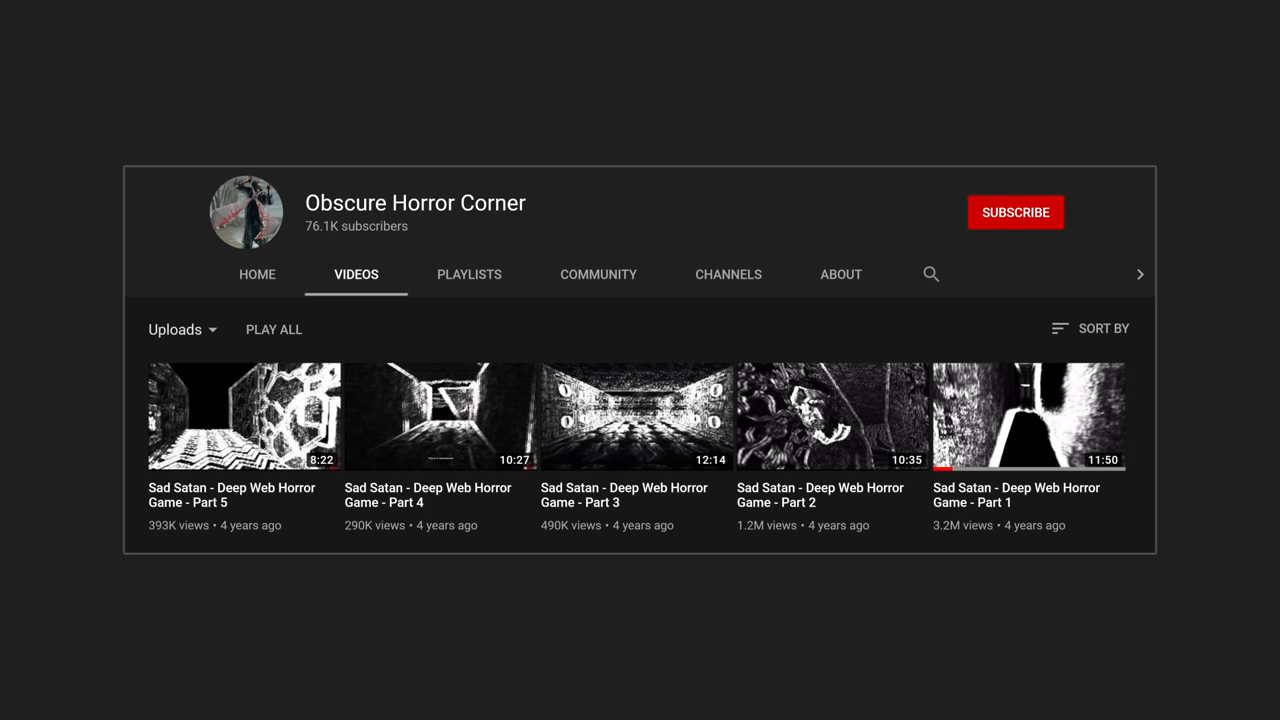 Obscure Horror Corner
76.1K subscribers
SUBSCRIBE
HOME VIDEOS PLAYLISTS COMMUNITY CHANNELS ABOUT
Uploads PLAY ALL SORT BY
8:22 10:27 12:14 10:35 11:50
Sad Satan - Deep Web Horror
Game - Part 5
393K views • 4 years ago
Sad Satan - Deep Web Horror
Game - Part 4
290K views • 4 years ago
Sad Satan - Deep Web Horror
Game - Part 3
490K views • 4 years ago
Sad Satan - Deep Web Horror
Game - Part 2
1.2M views • 4 years ago
Sad Satan - Deep Web Horror
Game - Part 1
3.2M views • 4 years ago